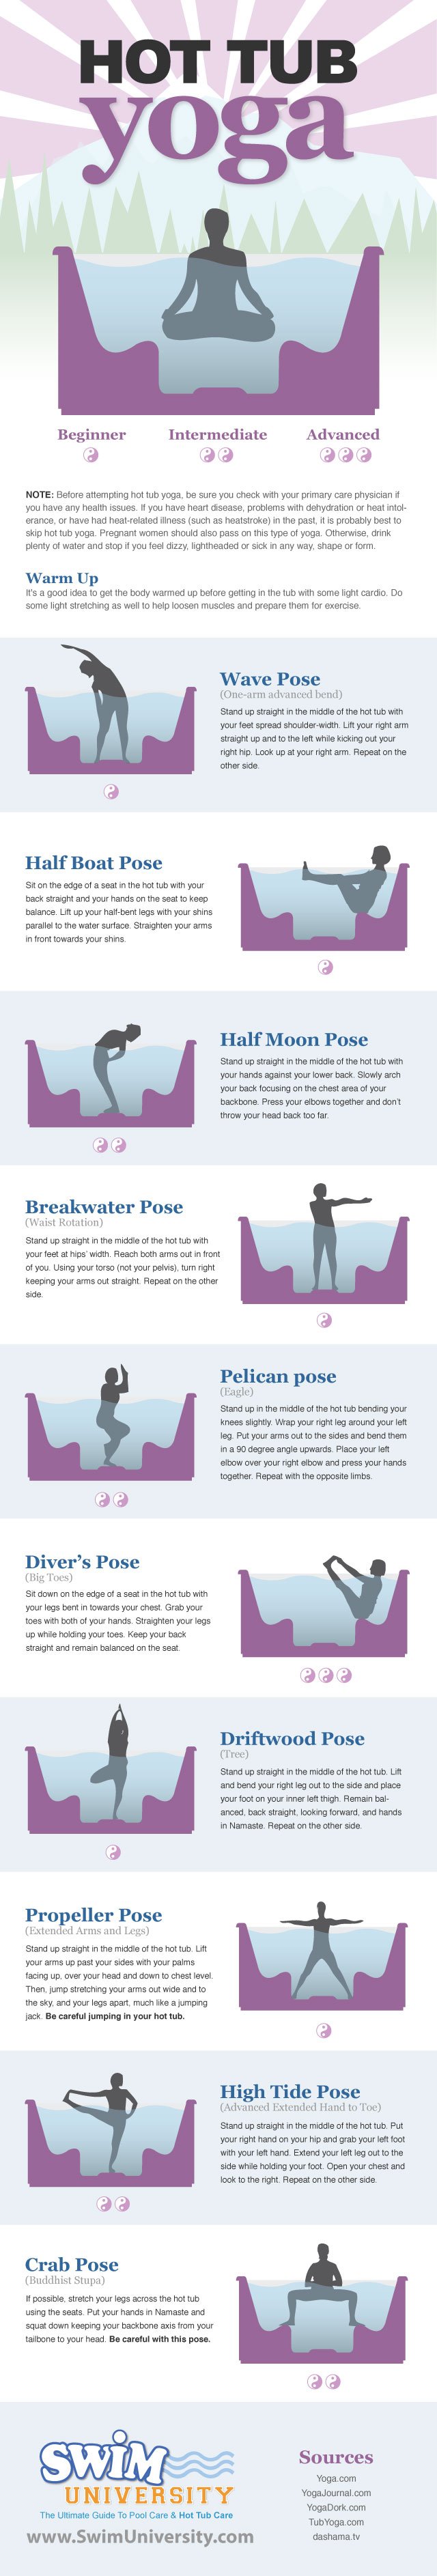 HOT TUB
yoga
Beginner
Intermediate
Advanced
NOTE: Before attempting hot tub yoga, be sure you check with your primary care physician if
you have any health issues. If you have heart disease, problems with dehydration or heat intol-
erance, or have had heat-related illness (such as heatstroke) in the past, it is probably best to
skip hot tub yoga. Pregnant women should also pass on this type of yoga. Otherwise, drink
plenty of water and stop if you feel dizzy, lightheaded or sick in any way, shape or form.
Warm Up
It's a good idea to get the body warmed up before getting in the tub with some light cardio. Do
some light stretching as well to help loosen muscles and prepare them for exercise.
Wave Pose
(One-arm advanced bend)
Stand up straight in the middle of the hot tub with
your feet spread shoulder-width. Lift your right arm
straight up and to the left while kicking out your
right hip. Look up at your right arm. Repeat on the
other side.
Half Boat Pose
Sit on the edge of a seat in the hot tub with your
back straight and your hands on the seat to keep
balance. Lift up your half-bent legs with your shins
parallel to the water surface. Straighten your arms
in front towards your shins.
Half Moon Pose
Stand up straight in the middle of the hot tub with
your hands against your lower back. Slowly arch
your back focusing on the chest area of your
backbone. Press your elbows together and don't
throw your head back too far.
Breakwater Pose
(Waist Rotation)
Stand up straight in the middle of the hot tub with
your feet at hips' width. Reach both arms out in front
of you. Using your torso (not your pelvis), turn right
keeping your arms out straight. Repeat on the other
side.
Pelican pose
(Eagle)
Stand up in the middle of the hot tub bending your
knees slightly. Wrap your right leg around your left
leg. Put your arms out to the sides and bend them
in a 90 degree angle upwards. Place your left
elbow over your right elbow and press your hands
together. Repeat with the opposite limbs.
Diver's Pose
(Big Toes)
Sit down on the edge of a seat in the hot tub with
your legs bent in towards your chest. Grab your
toes with both of your hands. Straighten your legs
up while holding your toes. Keep your back
straight and remain balanced on the seat.
Driftwood Pose
(Tree)
Stand up straight in the middle of the hot tub. Lift
and bend your right leg out to the side and place
your foot on your inner left thigh. Remain bal-
anced, back straight, looking forward, and hands
in Namaste. Repeat on the other side.
Propeller Pose
(Extended Arms and Legs)
Stand up straight in the middle of the hot tub. Lift
your arms up past your sides with your palms
facing up, over your head and down to chest level.
Then, jump stretching your arms out wide and to
the sky, and your legs apart, much like a jumping
jack. Be careful jumping in your hot tub.
High Tide Pose
(Advanced Extended Hand to Toe)
Stand up straight in the middle of the hot tub. Put
your right hand on your hip and grab your left foot
with your left hand. Extend your left leg out to the
side while holding your foot. Open your chest and
look to the right. Repeat on the other side.
Crab Pose
(Buddhist Stupa)
If possible, stretch your legs across the hot tub
using the seats. Put your hands in Namaste and
squat down keeping your backbone axis from your
tailbone to your head. Be careful with this pose.
SWIM
UNIVERSITY
The Ultimate Guide To Pool Care & Hot Tub Care
www.SwimUniversity.com
Sources
Yoga.com
YogaJournal.com
YogaDork.com
TubYoga.com
dashama.tv